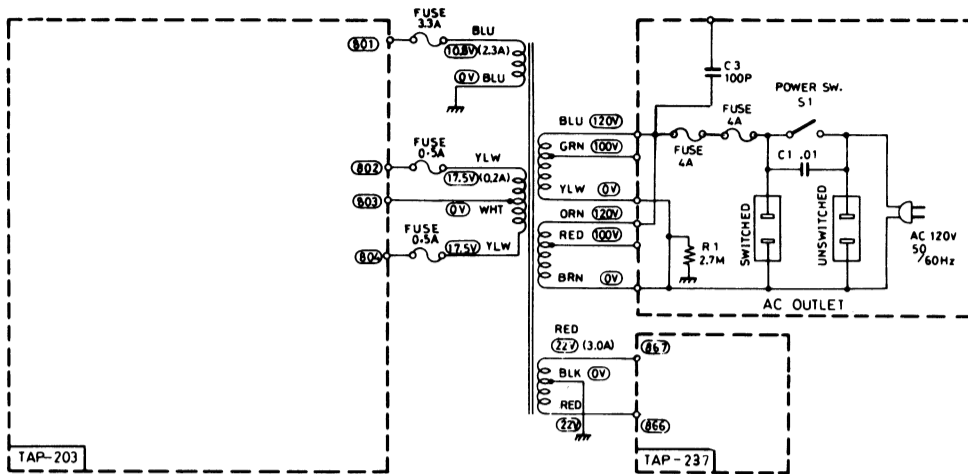 FUSE
3.3A
801
BLU
10.8V (2.3A)
0V BLU
FUSE
0.5A
802
YLW
17.5V (0.2A)
803
0V WHT
FUSE
0.5A
804
17.5V YLW
TAP-203
BLU 120V
GRN 100V
YLW 0V
ORN 120V
RED 100V
BRN 0V
RED
22V (3.0A)
BLK 0V
RED
22V
867
866
TAP-237
C3
100P
FUSE
4A
FUSE
4A
POWER SW.
S1
C1 .01
R1
2.7M
SWITCHED
UNSWITCHED
AC 120V
50
/60Hz
AC OUTLET